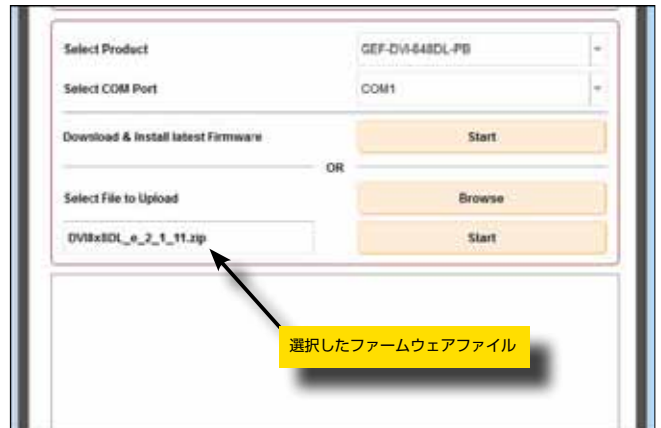 Select Product
GEF-DVI-848DL-PB
Select COM Port
COM1
Download & Install latest Firmware
Start
OR
Select File to Upload
Browse
DVI8x8DL_e_2_1_11.zip
Start
選択したファームウェアファイル